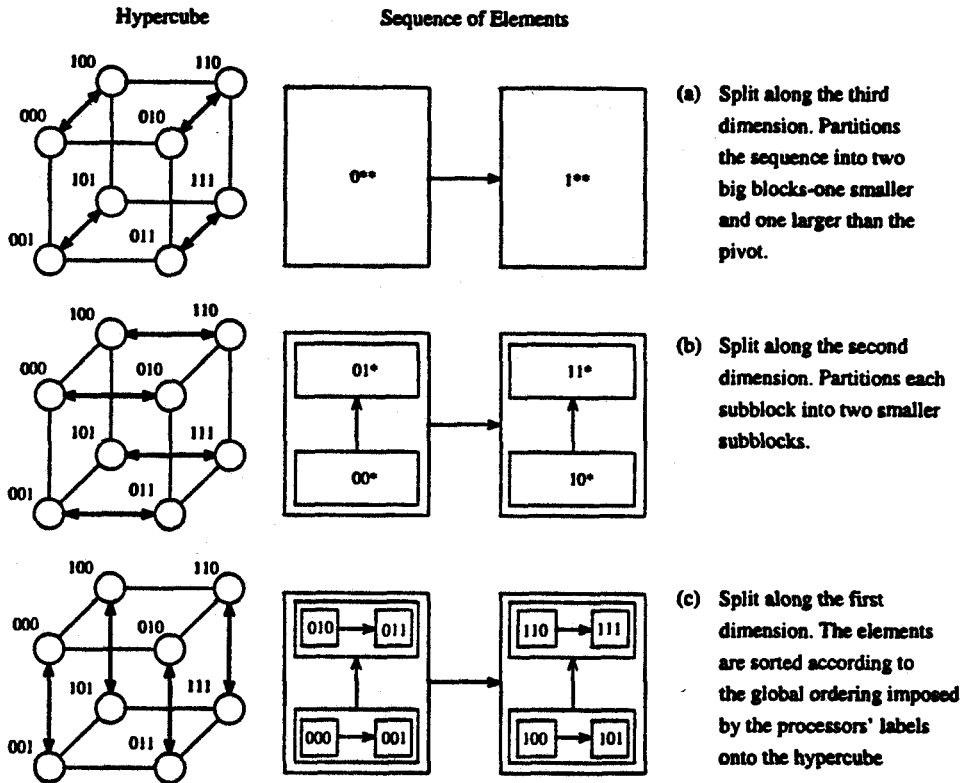 Hypercube
Sequence of Elements
100
110
000
010
101
111
001
011
0**
1**
(a) Split along the third
dimension. Partitions
the sequence into two
big blocks-one smaller
and one larger than the
pivot.
100
110
000
010
101
111
001
011
01*
11*
00*
10*
(b) Split along the second
dimension. Partitions each
subblock into two smaller
subblocks.
100
110
000
010
101
111
001
011
010
011
110
111
000
001
100
101
(c) Split along the first
dimension. The elements
are sorted according to
the global ordering imposed
by the processors' labels
onto the hypercube